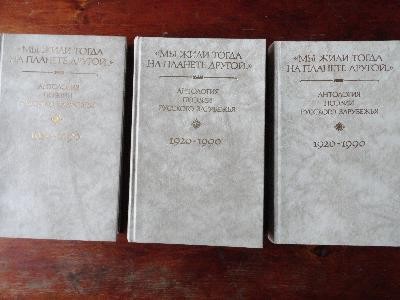 «МЫ ЖИЛИ ТОГДА
НА ПЛАНЕТЕ ДРУГОЙ...»
АНТОЛОГИЯ
ПОЭЗИИ
РУССКОГО ЗАРУБЕЖЬЯ
1920-1990
«МЫ ЖИЛИ ТОГДА
НА ПЛАНЕТЕ ДРУГОЙ...»
АНТОЛОГИЯ
ПОЭЗИИ
РУССКОГО ЗАРУБЕЖЬЯ
1920-1990
«МЫ ЖИЛИ ТОГДА
НА ПЛАНЕТЕ ДРУГОЙ...»
АНТОЛОГИЯ
ПОЭЗИИ
РУССКОГО ЗАРУБЕЖЬЯ
1920-1990